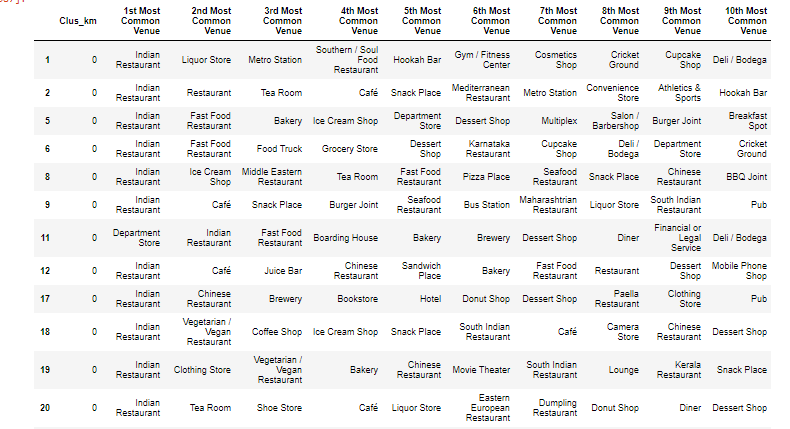 Clus_km 1st Most Common Venue 2nd Most Common Venue 3rd Most Common Venue 4th Most Common Venue 5th Most Common Venue 6th Most Common Venue 7th Most Common Venue 8th Most Common Venue 9th Most Common Venue 10th Most Common Venue
1 0 Indian Restaurant Liquor Store Metro Station Southern / Soul Food Restaurant Hookah Bar Gym / Fitness Center Cosmetics Shop Cricket Ground Cupcake Shop Deli / Bodega
2 0 Indian Restaurant Restaurant Tea Room Café Snack Place Mediterranean Restaurant Metro Station Convenience Store Athletics & Sports Hookah Bar
5 0 Indian Restaurant Fast Food Restaurant Bakery Ice Cream Shop Department Store Dessert Shop Multiplex Salon / Barbershop Burger Joint Breakfast Spot
6 0 Indian Restaurant Fast Food Restaurant Food Truck Grocery Store Dessert Shop Karnataka Restaurant Cupcake Shop Deli / Bodega Department Store Cricket Ground
8 0 Indian Restaurant Ice Cream Shop Middle Eastern Restaurant Tea Room Fast Food Restaurant Pizza Place Seafood Restaurant Snack Place Chinese Restaurant BBQ Joint
9 0 Indian Restaurant Café Snack Place Burger Joint Seafood Restaurant Bus Station Maharashtrian Restaurant Liquor Store South Indian Restaurant Pub
11 0 Department Store Indian Restaurant Fast Food Restaurant Boarding House Bakery Brewery Dessert Shop Diner Financial or Legal Service Deli / Bodega
12 0 Indian Restaurant Café Juice Bar Chinese Restaurant Sandwich Place Bakery Fast Food Restaurant Restaurant Dessert Shop Mobile Phone Shop
17 0 Indian Restaurant Chinese Restaurant Brewery Bookstore Hotel Donut Shop Dessert Shop Paella Restaurant Clothing Store Pub
18 0 Indian Restaurant Vegetarian / Vegan Restaurant Coffee Shop Ice Cream Shop Snack Place South Indian Restaurant Café Camera Store Chinese Restaurant Dessert Shop
19 0 Indian Restaurant Clothing Store Vegetarian / Vegan Restaurant Bakery Chinese Restaurant Movie Theater South Indian Restaurant Lounge Kerala Restaurant Snack Place
20 0 Indian Restaurant Tea Room Shoe Store Café Liquor Store Eastern European Restaurant Dumpling Restaurant Donut Shop Diner Dessert Shop